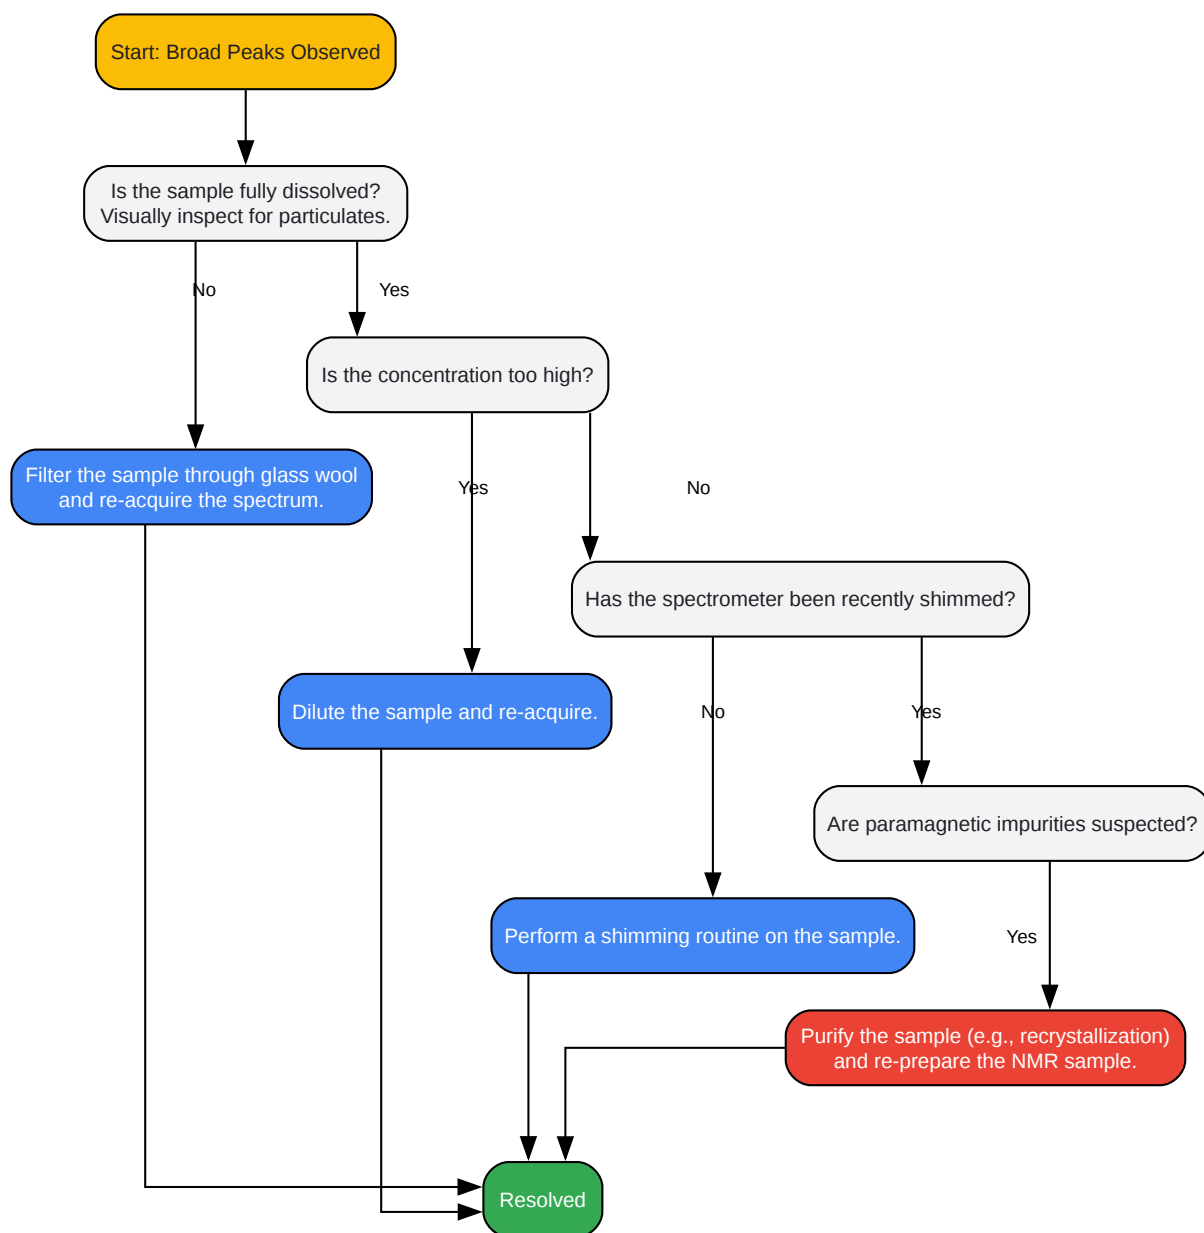 Start: Broad Peaks Observed
Is the sample fully dissolved?
Visually inspect for particulates.
No
Yes
Is the concentration too high?
Filter the sample through glass wool
and re-acquire the spectrum.
Yes
No
Has the spectrometer been recently shimmed?
Dilute the sample and re-acquire.
No
Yes
Are paramagnetic impurities suspected?
Perform a shimming routine on the sample.
Yes
Purify the sample (e.g., recrystallization)
and re-prepare the NMR sample.
Resolved